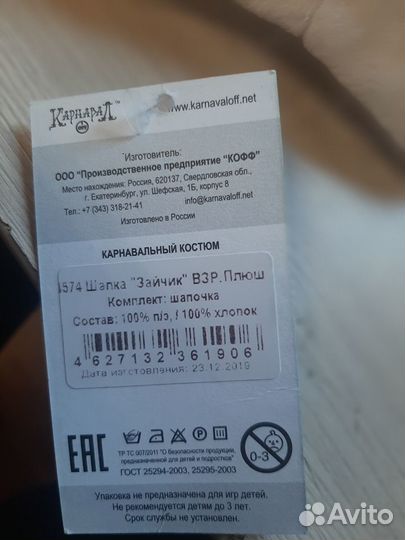 КарнаваЛ™
OFF
www.karnavaloff.net
Изготовитель:
ООО "Производственное предприятие "КОФФ"
Место нахождения: Россия, 620137, Свердловская обл.,
г. Екатеринбург, ул. Шефская, 1Б, корпус 8
Тел.: +7 (343) 318-21-41 info@karnavaloff.net
Изготовлено в России
КАРНАВАЛЬНЫЙ КОСТЮМ
4574 Шапка "Зайчик" ВЗР.Плюш
Комплект: шапочка
Состав: 100% п/э, / 100% хлопок
4 627132 361906
Дата изготовления: 23.12.2019
ЕАС
P
0-3
ТР ТС 007/2011 "О безопасности продукции,
предназначенной для детей и подростков"
ГОСТ 25294-2003, 25295-2003
Упаковка не предназначена для игр детей.
Не рекомендуется детям до 3 лет.
Срок службы не установлен.
Avito